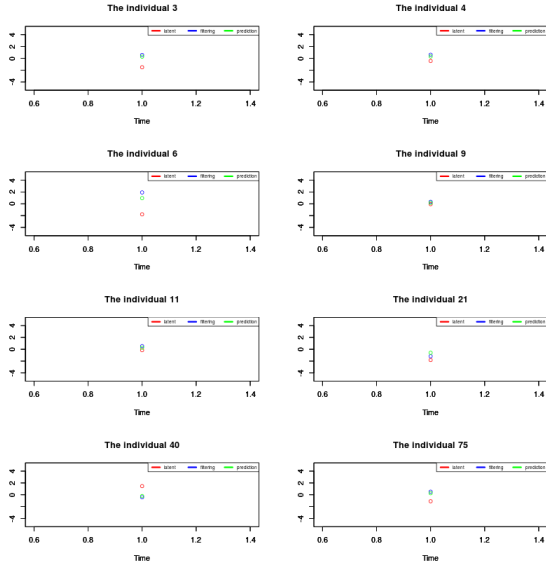 The individual 3
latent filtering prediction
4
2
0
-4
0.6 0.8 1.0 1.2 1.4
Time
The individual 4
latent filtering prediction
4
2
0
-4
0.6 0.8 1.0 1.2 1.4
Time
The individual 6
latent filtering prediction
4
2
0
-4
0.6 0.8 1.0 1.2 1.4
Time
The individual 9
latent filtering prediction
4
2
0
-4
0.6 0.8 1.0 1.2 1.4
Time
The individual 11
latent filtering prediction
4
2
0
-4
0.6 0.8 1.0 1.2 1.4
Time
The individual 21
latent filtering prediction
4
2
0
-4
0.6 0.8 1.0 1.2 1.4
Time
The individual 40
latent filtering prediction
4
2
0
-4
0.6 0.8 1.0 1.2 1.4
Time
The individual 75
latent filtering prediction
4
2
0
-4
0.6 0.8 1.0 1.2 1.4
Time